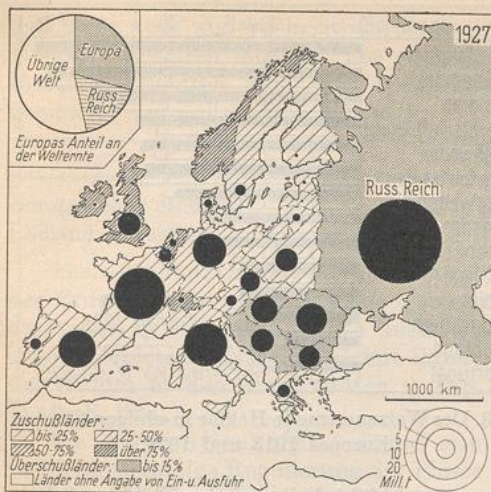 1927
Übrige
Welt
Europa
Russ.
Reich
Europas Anteil an
der Welternte
Russ. Reich
1000 km
1
6
10
20
Mill. t
Zuschußländer:
bis 25% 25-50%
50-75% über 75%
Überschußländer: bis 15%
Länder ohne Angabe von Ein- u. Ausfuhr